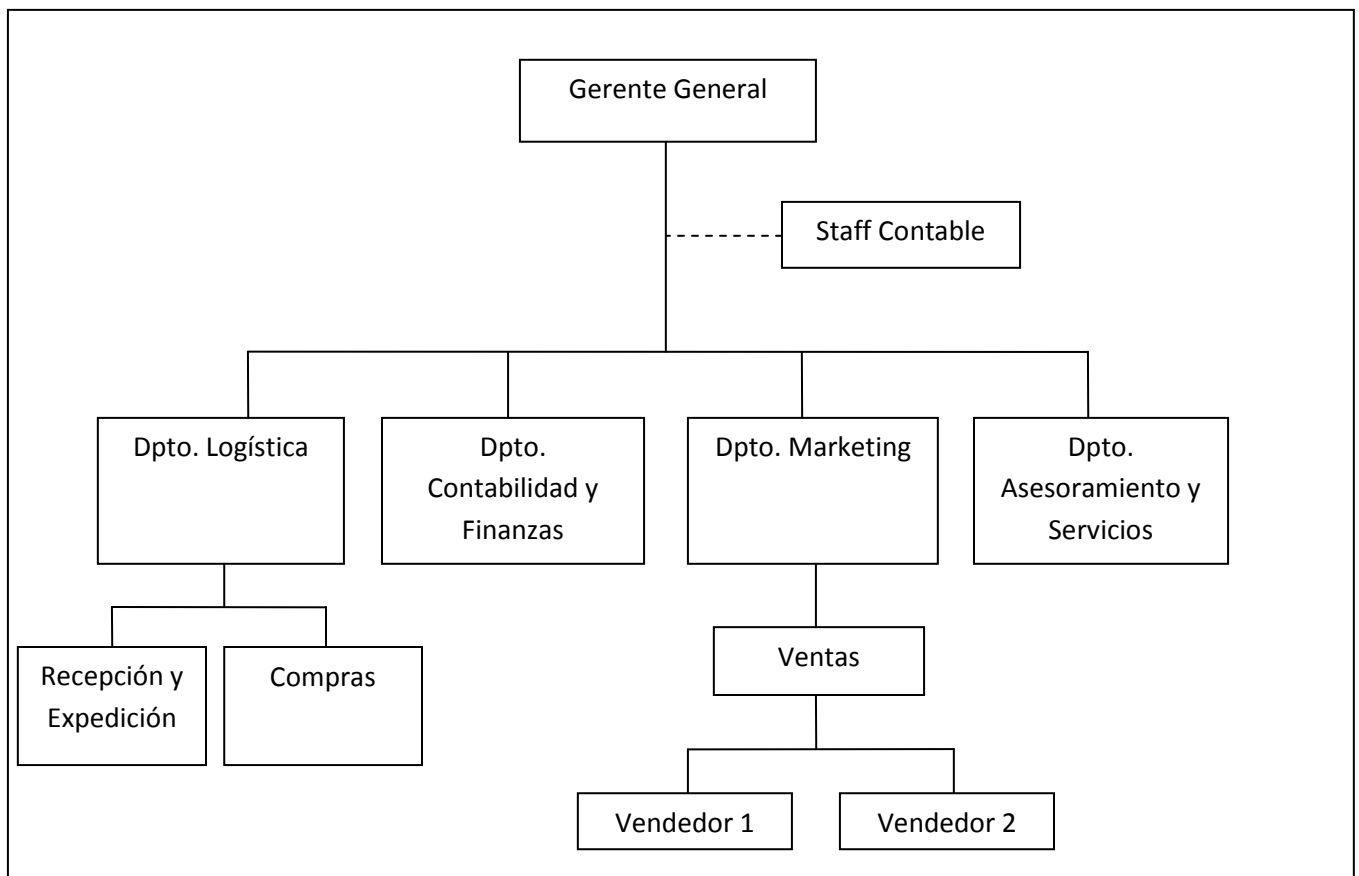 Gerente General
Staff Contable
Dpto. Logística
Dpto.
Contabilidad y
Finanzas
Dpto. Marketing
Dpto.
Asesoramiento y
Servicios
Recepción y
Expedición
Compras
Ventas
Vendedor 1
Vendedor 2